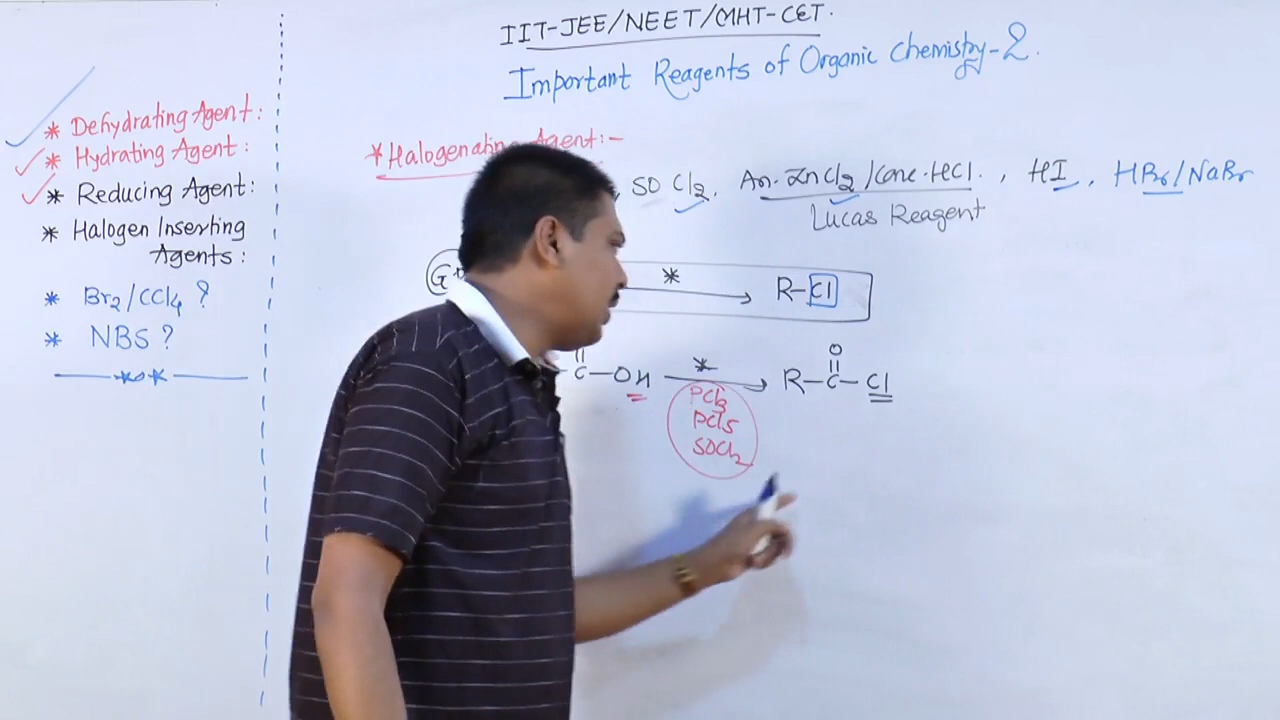 IIT-JEE/NEET/MHT-CET.
Important Reagents of Organic Chemistry-2.
* Dehydrating Agent:
* Hydrating Agent:
* Reducing Agent:
* Halogen Inserting
Agents:
* Br2/CCl4 ?
* NBS ?
* Halogenating Agent:-
, SOCl2, An. ZnCl2/conc. HCl. , HI , HBr/NaBr
Lucas Reagent
G * R-Cl
O O
C-OH * R-C-Cl
PCl3
PCl5
SOCl2